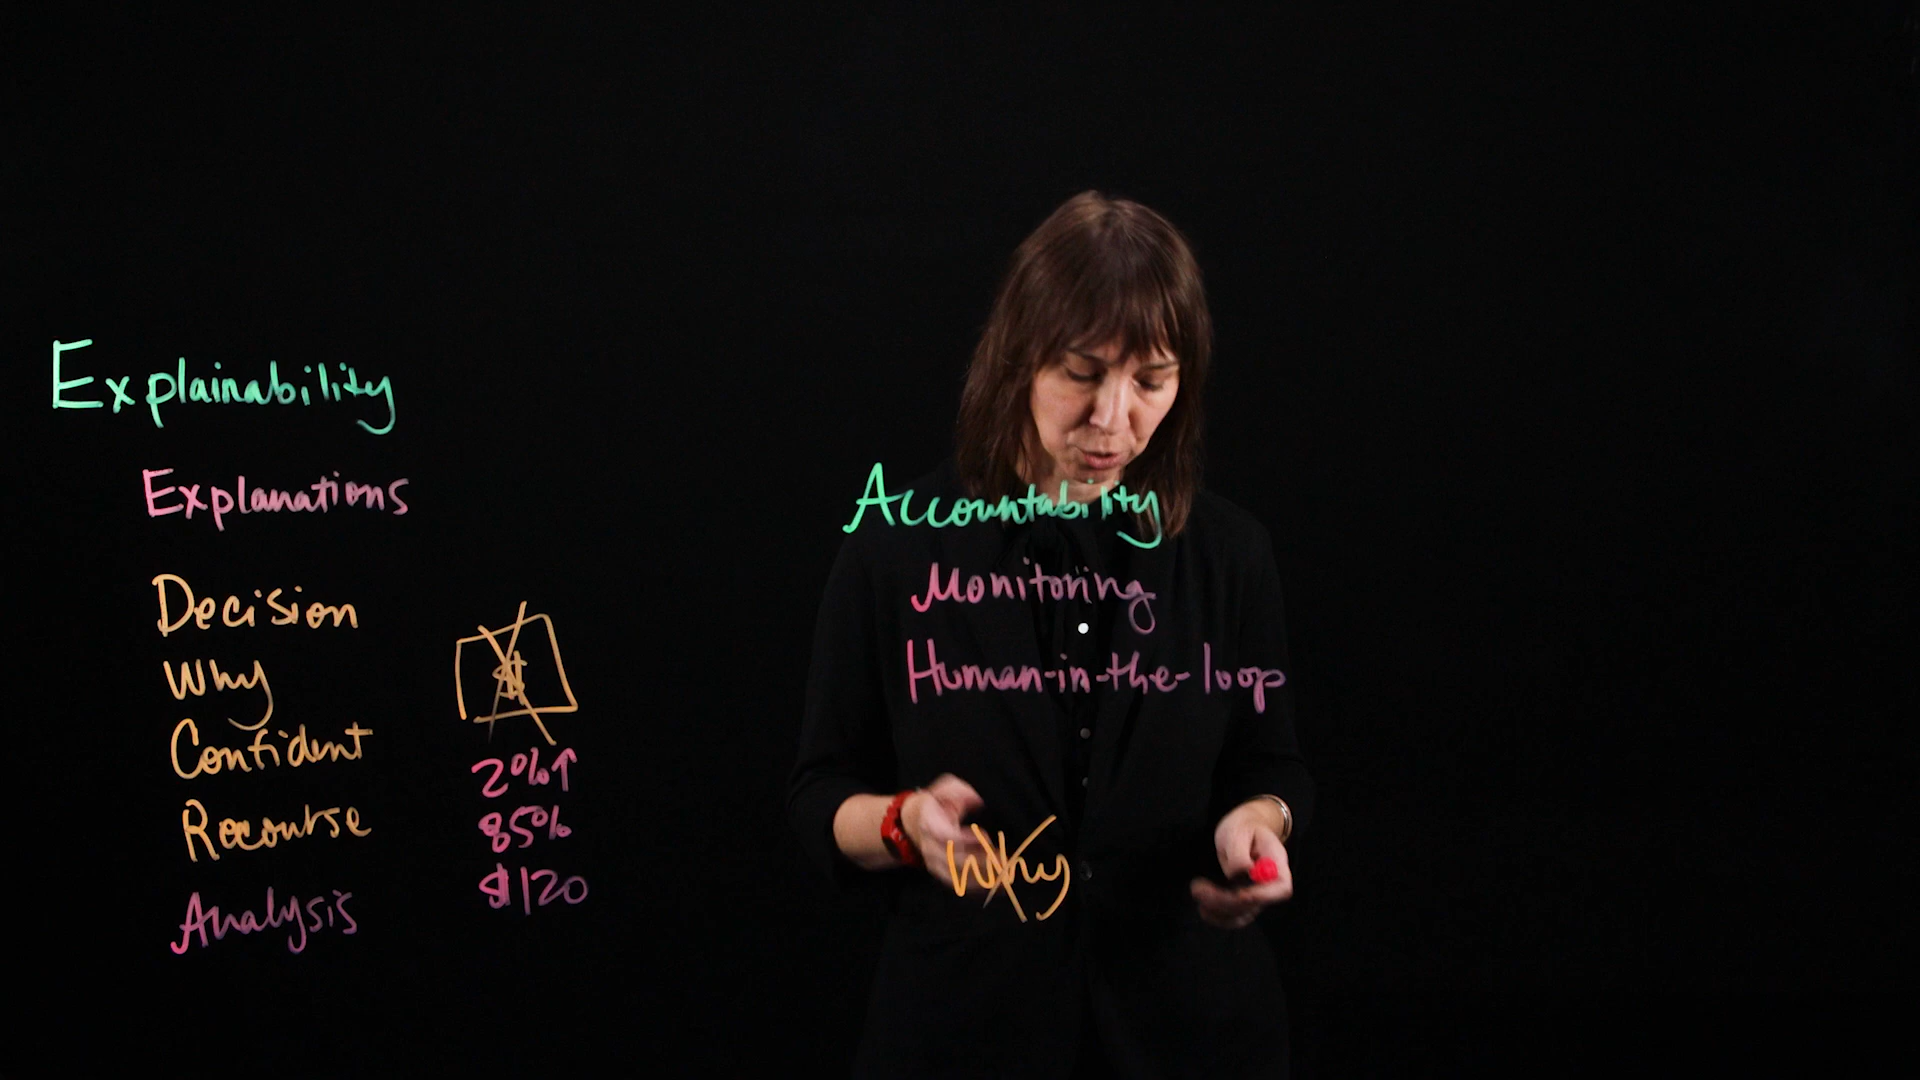 Explainability
Explanations
Decision
Why
Confident
Recourse
Analysis
$
2%↑
85%
$120
Accountability
Monitoring
Human-in-the-loop
Why